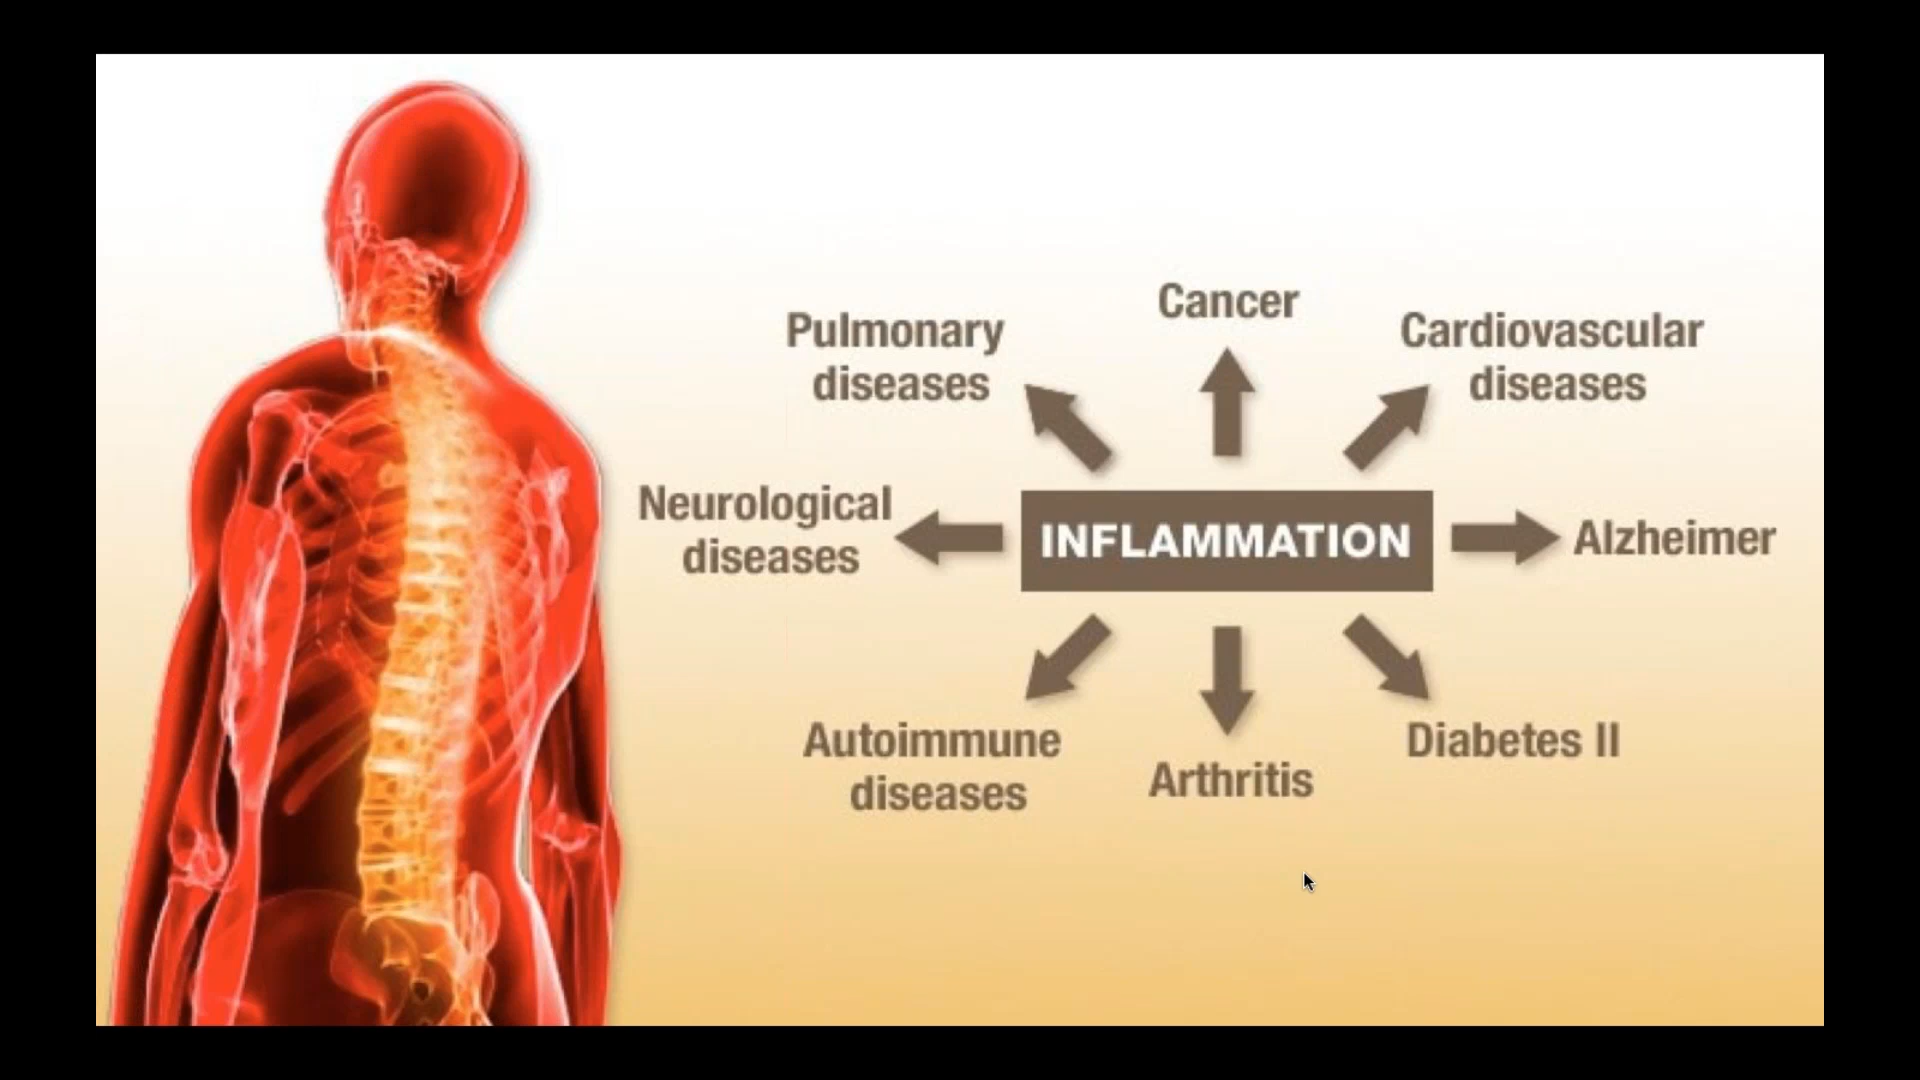 Cancer
Pulmonary
diseases
Cardiovascular
diseases
Neurological
diseases
INFLAMMATION
Alzheimer
Autoimmune
diseases
Arthritis
Diabetes II